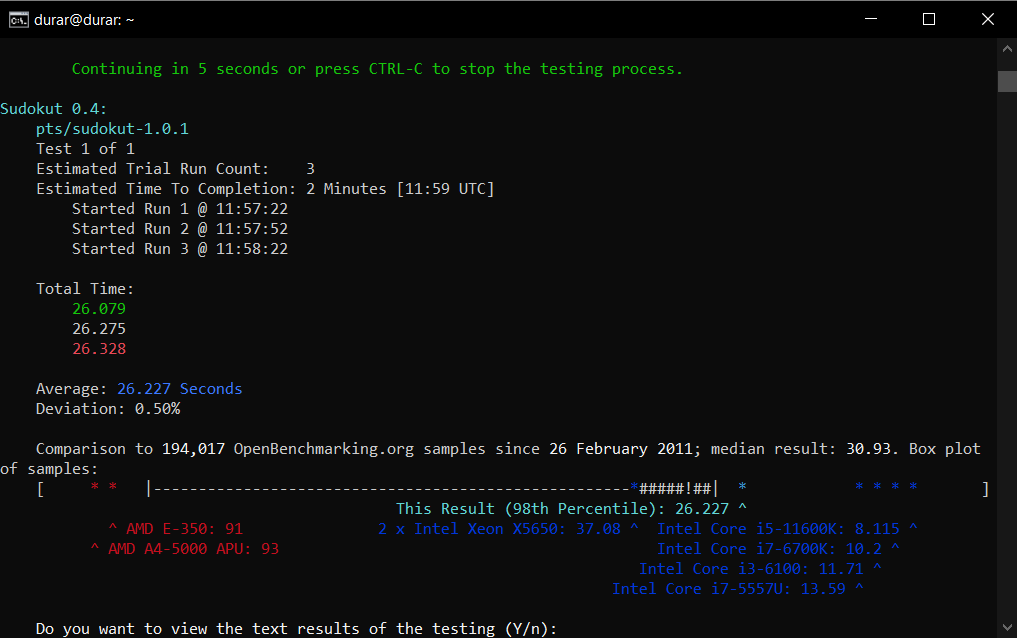 durar@durar: ~
Continuing in 5 seconds or press CTRL-C to stop the testing process.
Sudokut 0.4:
pts/sudokut-1.0.1
Test 1 of 1
Estimated Trial Run Count:    3
Estimated Time To Completion: 2 Minutes [11:59 UTC]
Started Run 1 @ 11:57:22
Started Run 2 @ 11:57:52
Started Run 3 @ 11:58:22
Total Time:
26.079
26.275
26.328
Average: 26.227 Seconds
Deviation: 0.50%
Comparison to 194,017 OpenBenchmarking.org samples since 26 February 2011; median result: 30.93. Box plot
of samples:
[     * *   |-----------------------------------------------------*#####!##|  *            * * * *       ]
This Result (98th Percentile): 26.227 ^
^ AMD E-350: 91               2 x Intel Xeon X5650: 37.08 ^  Intel Core i5-11600K: 8.115 ^
^ AMD A4-5000 APU: 93                                          Intel Core i7-6700K: 10.2 ^
Intel Core i3-6100: 11.71 ^
Intel Core i7-5557U: 13.59 ^
Do you want to view the text results of the testing (Y/n):